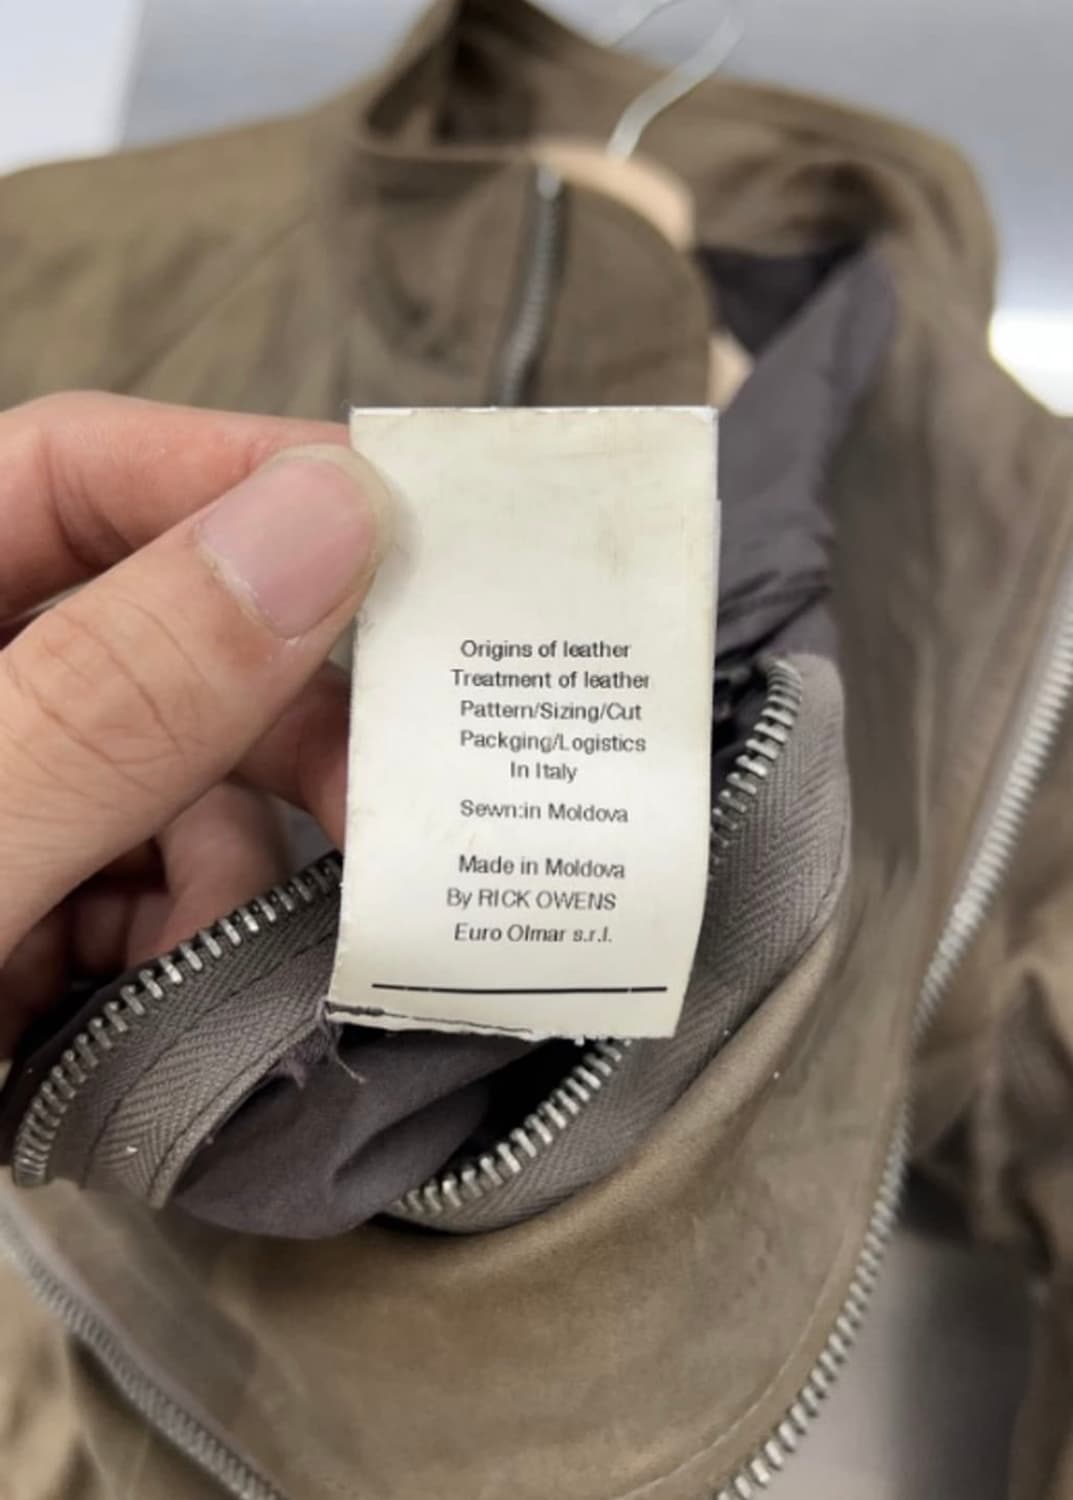 Origins of leather
Treatment of leather
Pattern/Sizing/Cut
Packging/Logistics
In Italy
Sewn:in Moldova
Made in Moldova
By RICK OWENS
Euro Olmar s.r.l.